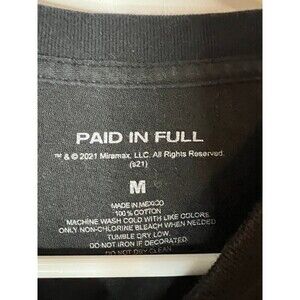 PAID IN FULL
™ & © 2021 Miramax, LLC. All Rights Reserved.
(s21)
M
MADE IN MEXICO
100% COTTON
MACHINE WASH COLD WITH LIKE COLORS
ONLY NON-CHLORINE BLEACH WHEN NEEDED
TUMBLE DRY LOW.
DO NOT IRON IF DECORATED.
DO NOT DRY CLEAN